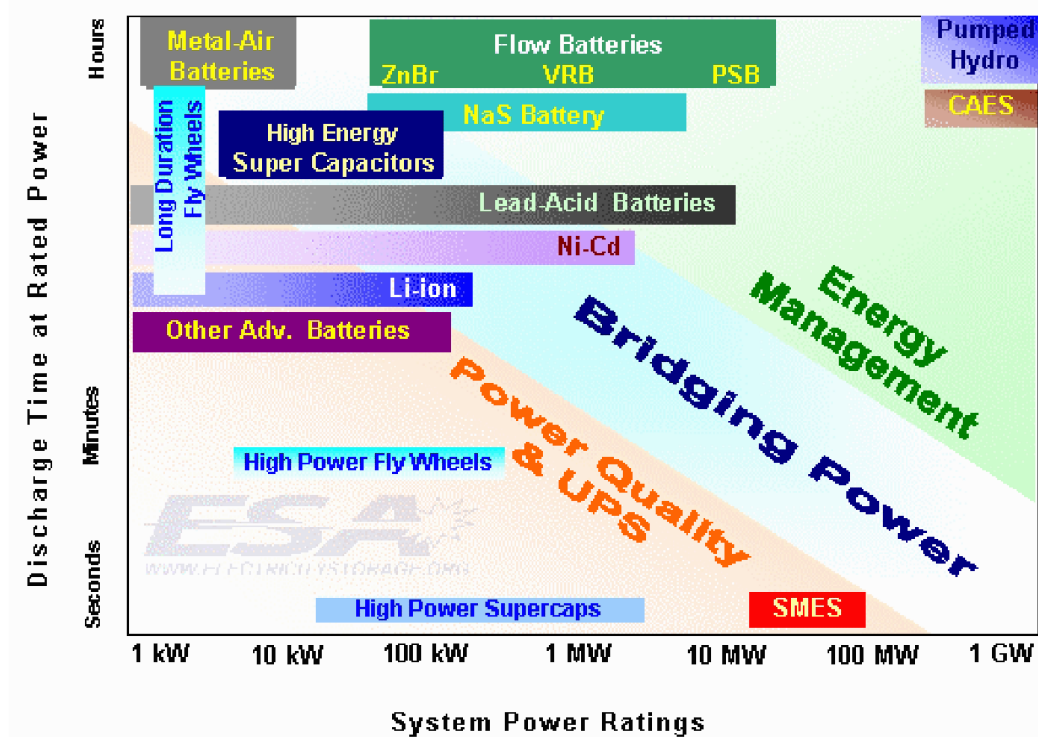 Hours
Minutes
Seconds
Discharge Time at Rated Power
Metal-Air
Batteries
Flow Batteries
ZnBr VRB PSB
Pumped
Hydro
NaS Battery
CAES
Long Duration
Fly Wheels
High Energy
Super Capacitors
Lead-Acid Batteries
Ni-Cd
Li-ion
Other Adv. Batteries
Energy
Management
Bridging Power
Power Quality
& UPS
High Power Fly Wheels
ESA
WWW.ELECTRICITYSTORAGE.ORG
High Power Supercaps
SMES
1 kW 10 kW 100 kW 1 MW 10 MW 100 MW 1 GW
System Power Ratings